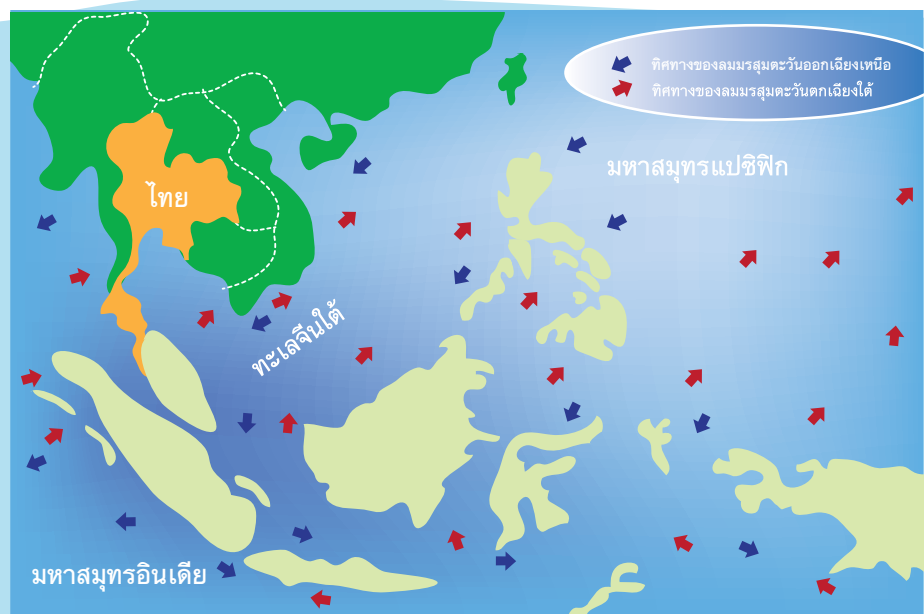 ทิศทางของลมมรสุมตะวันออกเฉียงเหนือ
ทิศทางของลมมรสุมตะวันตกเฉียงใต้
มหาสมุทรแปซิฟิก
ไทย
ทะเลจีนใต้
มหาสมุทรอินเดีย